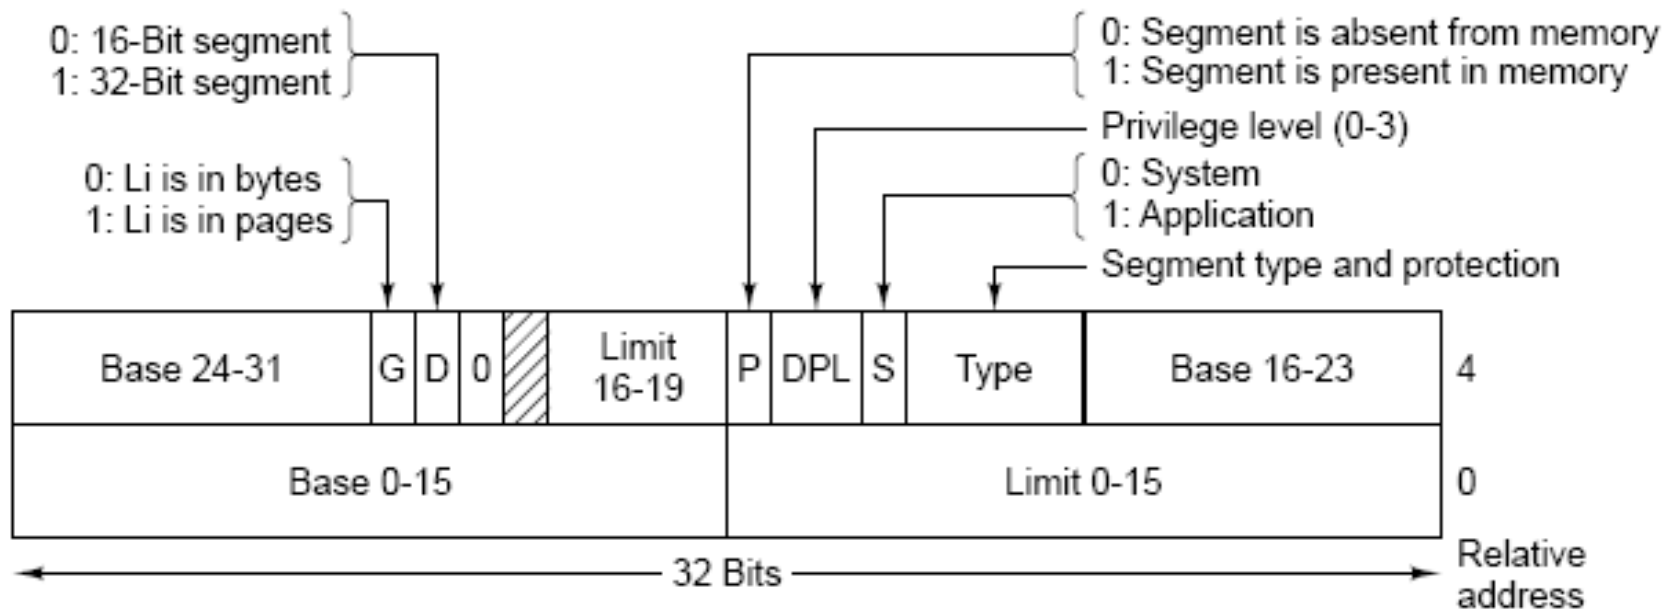 0: 16-Bit segment
1: 32-Bit segment
0: Li is in bytes
1: Li is in pages
0: Segment is absent from memory
1: Segment is present in memory
Privilege level (0-3)
0: System
1: Application
Segment type and protection
Base 24-31
G
D
0
Limit
16-19
P
DPL
S
Type
Base 16-23
4
Base 0-15
Limit 0-15
0
32 Bits
Relative
address